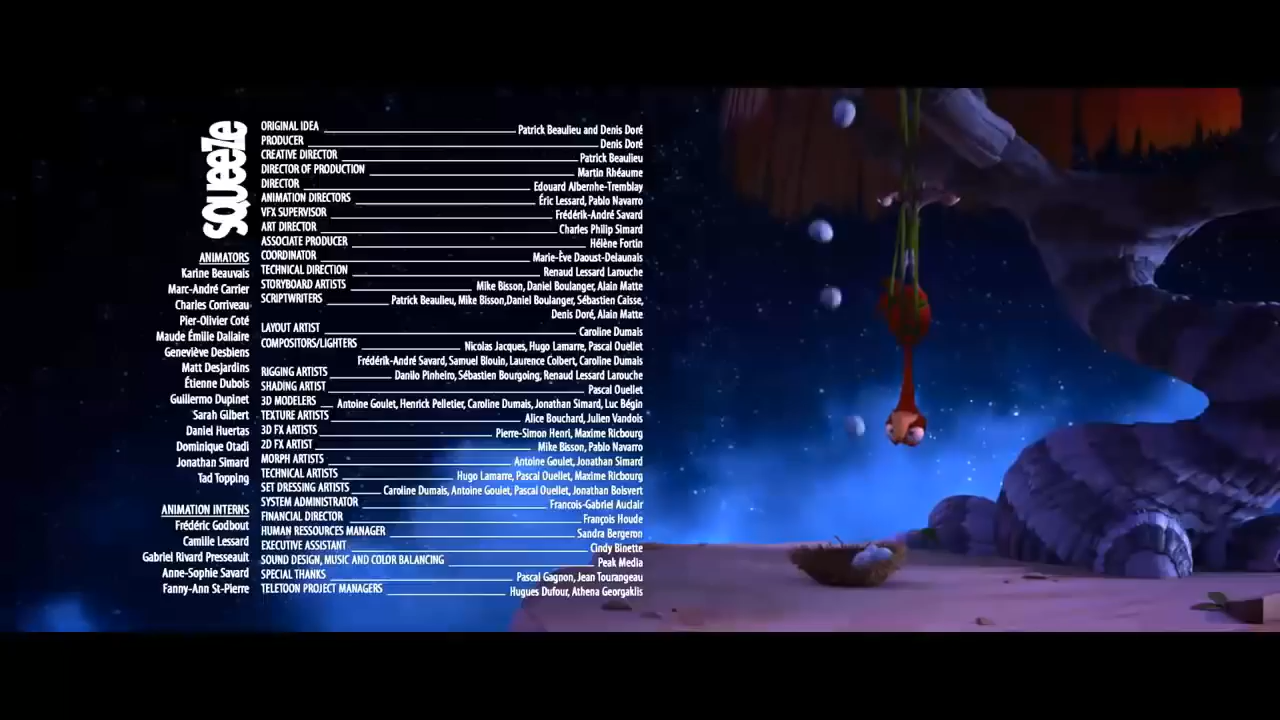 squeeze
ANIMATORS
Karine Beauvais
Marc-André Carrier
Charles Corriveau
Pier-Olivier Coté
Maude Émilie Dallaire
Geneviève Desbiens
Matt Desjardins
Étienne Dubois
Guillermo Dupinet
Sarah Gilbert
Daniel Huertas
Dominique Otadi
Jonathan Simard
Tad Topping
ANIMATION INTERNS
Frédéric Godbout
Camille Lessard
Gabriel Rivard Presseault
Anne-Sophie Savard
Fanny-Ann St-Pierre
ORIGINAL IDEA Patrick Beaulieu and Denis Doré
PRODUCER Denis Doré
CREATIVE DIRECTOR Patrick Beaulieu
DIRECTOR OF PRODUCTION Martin Rhéaume
DIRECTOR Edouard Albernhe-Tremblay
ANIMATION DIRECTORS Éric Lessard, Pablo Navarro
VFX SUPERVISOR Frédérik-André Savard
ART DIRECTOR Charles Philip Simard
ASSOCIATE PRODUCER Hélène Fortin
COORDINATOR Marie-Ève Daoust-Delaunais
TECHNICAL DIRECTION Renaud Lessard Larouche
STORYBOARD ARTISTS Mike Bisson, Daniel Boulanger, Alain Matte
SCRIPTWRITERS Patrick Beaulieu, Mike Bisson,Daniel Boulanger, Sébastien Caisse,
Denis Doré, Alain Matte
LAYOUT ARTIST Caroline Dumais
COMPOSITORS/LIGHTERS Nicolas Jacques, Hugo Lamarre, Pascal Ouellet
Frédérik-André Savard, Samuel Blouin, Laurence Colbert, Caroline Dumais
RIGGING ARTISTS Danilo Pinheiro, Sébastien Bourgoing, Renaud Lessard Larouche
SHADING ARTIST Pascal Ouellet
3D MODELERS Antoine Goulet, Henrick Pelletier, Caroline Dumais, Jonathan Simard, Luc Bégin
TEXTURE ARTISTS Alice Bouchard, Julien Vandois
3D FX ARTISTS Pierre-Simon Henri, Maxime Ricbourg
2D FX ARTIST Mike Bisson, Pablo Navarro
MORPH ARTISTS Antoine Goulet, Jonathan Simard
TECHNICAL ARTISTS Hugo Lamarre, Pascal Ouellet, Maxime Ricbourg
SET DRESSING ARTISTS Caroline Dumais, Antoine Goulet, Pascal Ouellet, Jonathan Boisvert
SYSTEM ADMINISTRATOR Francois-Gabriel Auclair
FINANCIAL DIRECTOR François Houde
HUMAN RESSOURCES MANAGER Sandra Bergeron
EXECUTIVE ASSISTANT Cindy Binette
SOUND DESIGN, MUSIC AND COLOR BALANCING Peak Media
SPECIAL THANKS Pascal Gagnon, Jean Tourangeau
TELETOON PROJECT MANAGERS Hugues Dufour, Athena Georgaklis